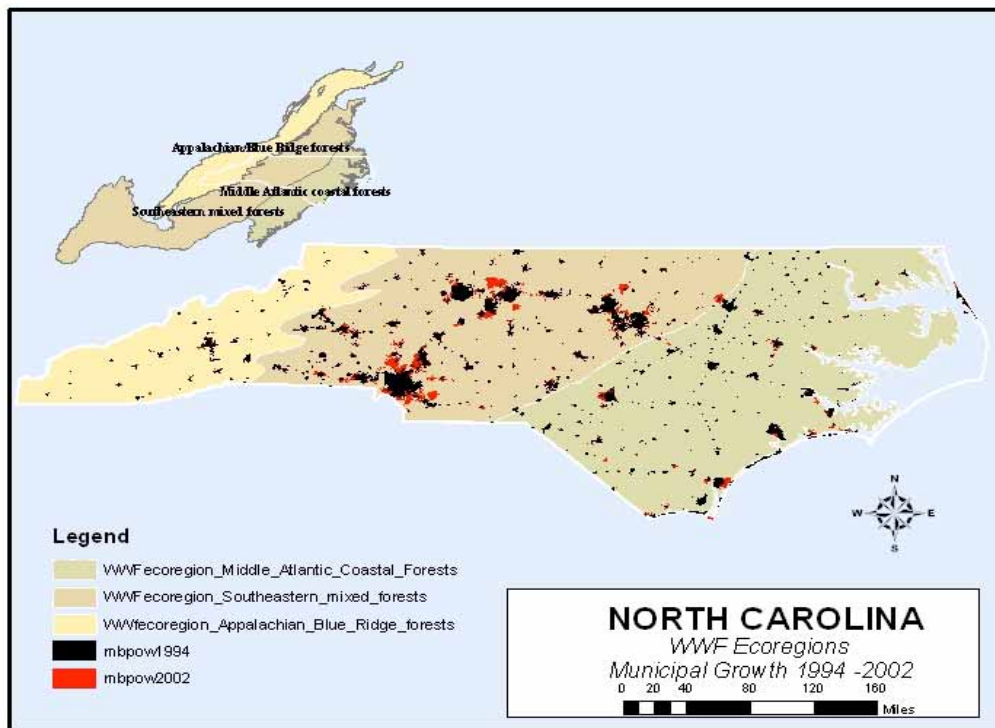 Appalachian/Blue Ridge forests
Middle Atlantic coastal forests
Southeastern mixed forests
N
W E
S
Legend
WWFecoregion_Middle_Atlantic_Coastal_Forests
WWFecoregion_Southeastern_mixed_forests
WWfecoregion_Appalachian_Blue_Ridge_forests
mbpow1994
mbpow2002
NORTH CAROLINA
WWF Ecoregions
Municipal Growth 1994 -2002
0 20 40 80 120 160
Miles